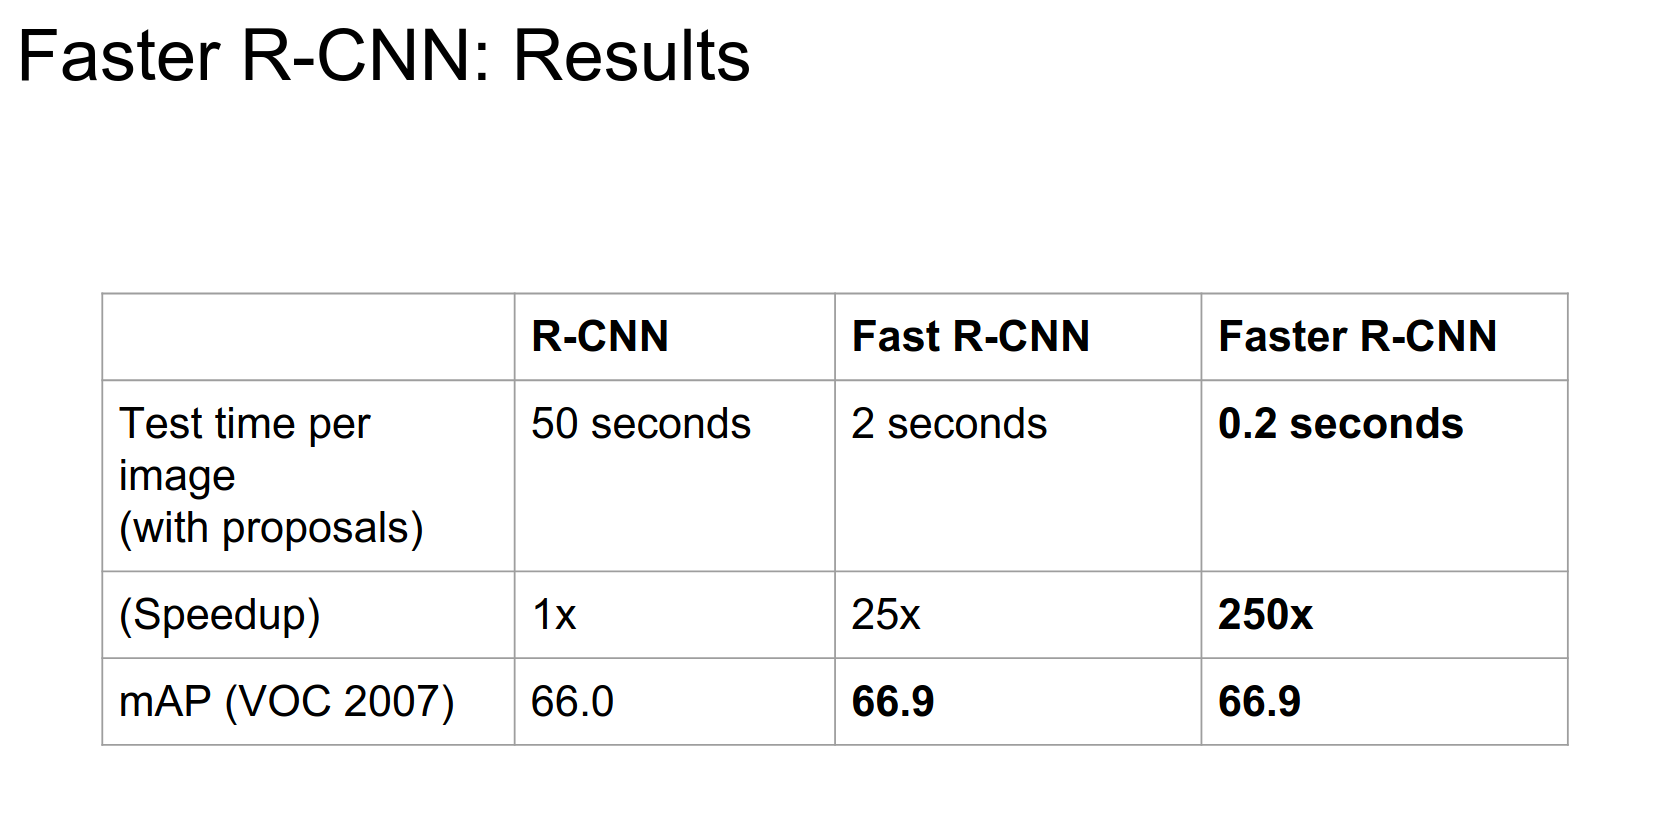 Faster R-CNN: Results
R-CNN Fast R-CNN Faster R-CNN
Test time per
image
(with proposals) 50 seconds 2 seconds 0.2 seconds
(Speedup) 1x 25x 250x
mAP (VOC 2007) 66.0 66.9 66.9